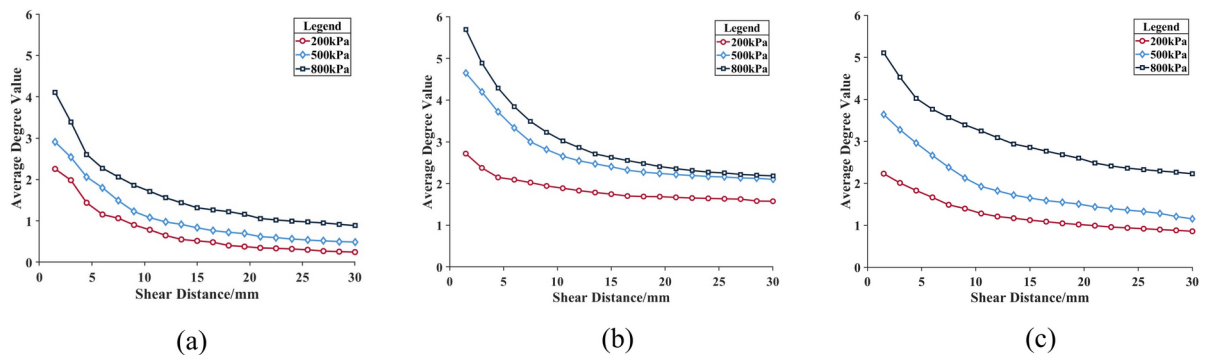 Average Degree Value
6
5
4
3
2
1
0
0 5 10 15 20 25 30
Shear Distance/mm
Legend
200kPa
500kPa
800kPa
(a)
Average Degree Value
6
5
4
3
2
1
0
0 5 10 15 20 25 30
Shear Distance/mm
Legend
200kPa
500kPa
800kPa
(b)
Average Degree Value
6
5
4
3
2
1
0
0 5 10 15 20 25 30
Shear Distance/mm
Legend
200kPa
500kPa
800kPa
(c)